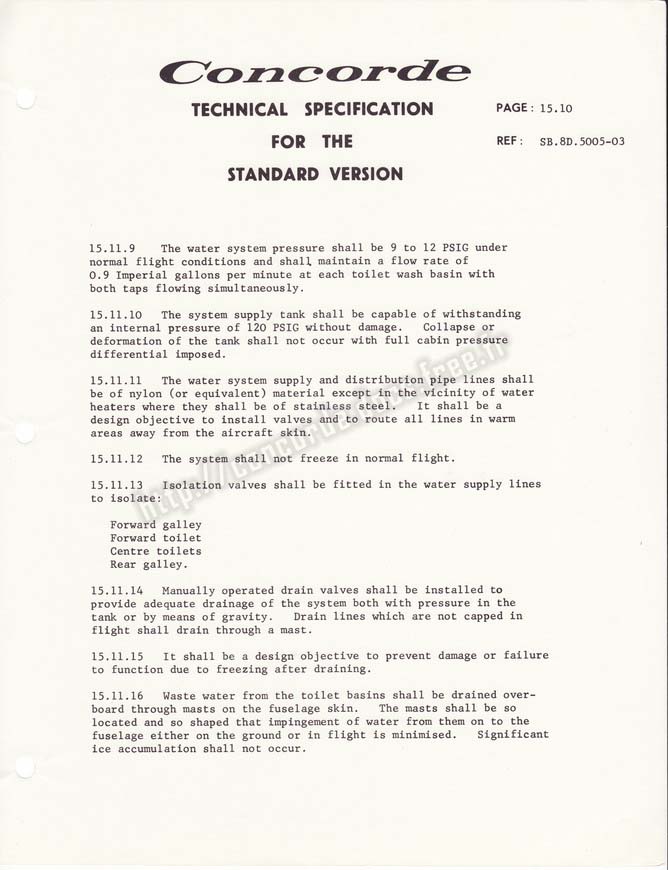 Concorde
TECHNICAL SPECIFICATION
FOR THE
STANDARD VERSION
PAGE: 15.10
REF: SB.8D.5005-03
15.11.9 The water system pressure shall be 9 to 12 PSIG under
normal flight conditions and shall maintain a flow rate of
0.9 Imperial gallons per minute at each toilet wash basin with
both taps flowing simultaneously.
15.11.10 The system supply tank shall be capable of withstanding
an internal pressure of 120 PSIG without damage. Collapse or
deformation of the tank shall not occur with full cabin pressure
differential imposed.
15.11.11 The water system supply and distribution pipe lines shall
be of nylon (or equivalent) material except in the vicinity of water
heaters where they shall be of stainless steel. It shall be a
design objective to install valves and to route all lines in warm
areas away from the aircraft skin.
15.11.12 The system shall not freeze in normal flight.
15.11.13 Isolation valves shall be fitted in the water supply lines
to isolate:
Forward galley
Forward toilet
Centre toilets
Rear galley.
15.11.14 Manually operated drain valves shall be installed to
provide adequate drainage of the system both with pressure in the
tank or by means of gravity. Drain lines which are not capped in
flight shall drain through a mast.
15.11.15 It shall be a design objective to prevent damage or failure
to function due to freezing after draining.
15.11.16 Waste water from the toilet basins shall be drained over-
board through masts on the fuselage skin. The masts shall be so
located and so shaped that impingement of water from them on to the
fuselage either on the ground or in flight is minimised. Significant
ice accumulation shall not occur.